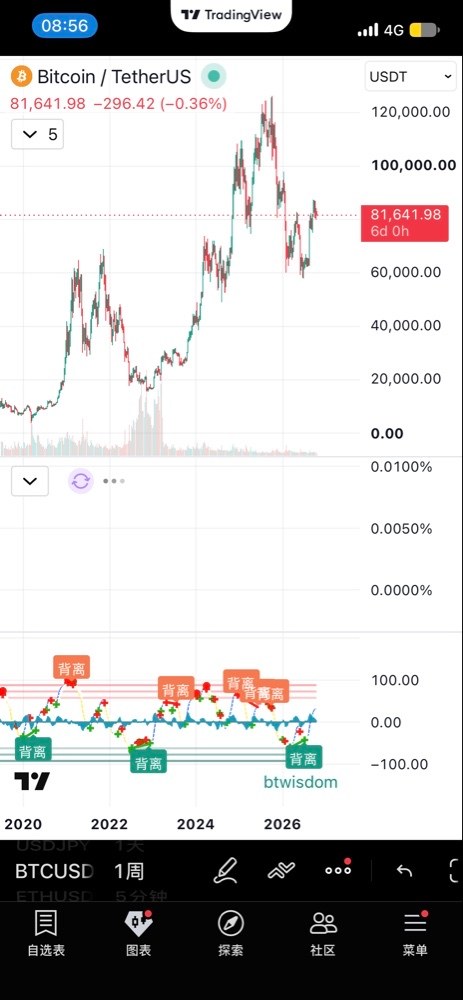 08:56
TradingView
4G
Bitcoin / TetherUS
USDT
81,641.98 −296.42 (−0.36%)
5
120,000.00
100,000.00
81,641.98
6d 0h
60,000.00
40,000.00
20,000.00
0.00
0.0100%
0.0050%
0.0000%
背离
背离
背离
背离
背离
背离
背离
100.00
0.00
−100.00
btwisdom
2020 2022 2024 2026
USDJPY 1天
BTCUSD 1周
ETHUSD 5分钟
自选表 图表 探索 社区 菜单